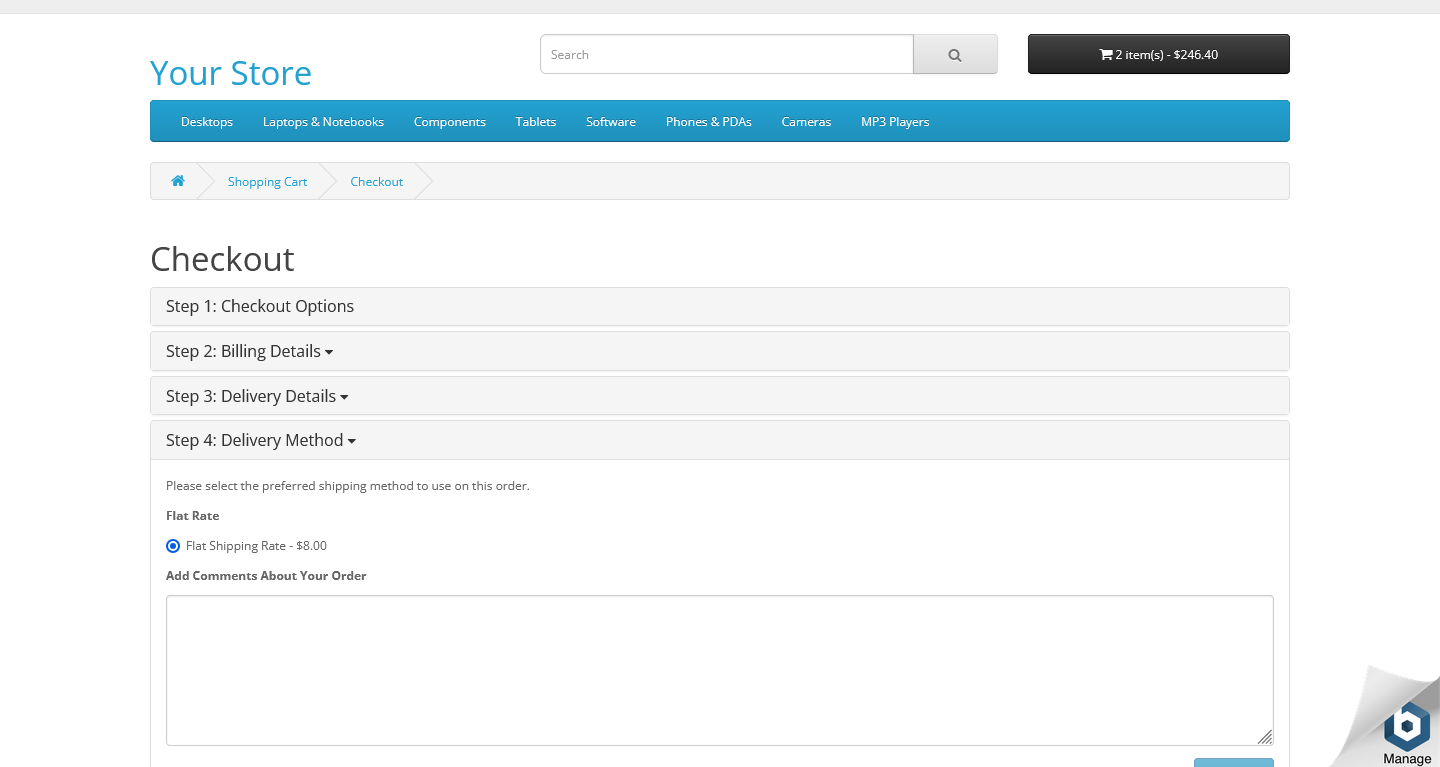 Search
2 item(s) - $246.40
Your Store
Desktops Laptops & Notebooks Components Tablets Software Phones & PDAs Cameras MP3 Players
Shopping Cart Checkout
Checkout
Step 1: Checkout Options
Step 2: Billing Details
Step 3: Delivery Details
Step 4: Delivery Method
Please select the preferred shipping method to use on this order.
Flat Rate
Flat Shipping Rate - $8.00
Add Comments About Your Order
Manage